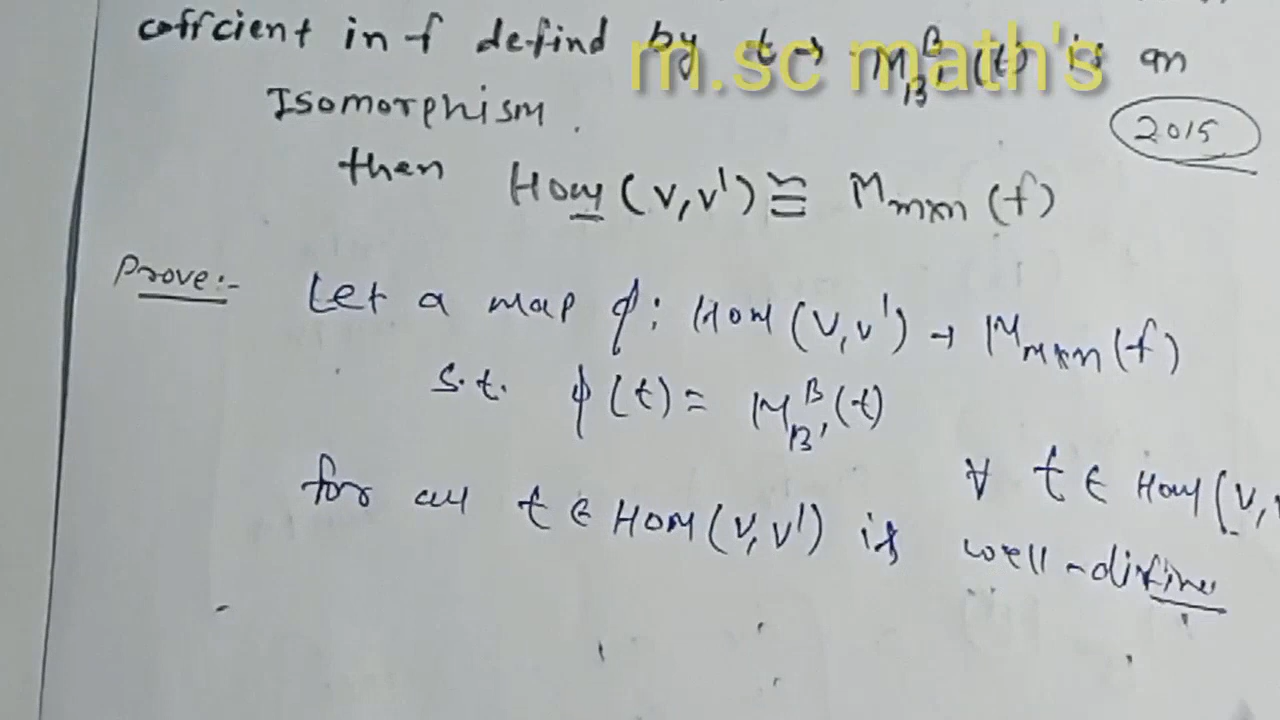 coffcient in f defind by t → M_B'^B (t) is an
m.sc math's
Isomorphism.
2015
then Hom (V, V') ≅ M_mxn (f)
Prove:-
Let a map ϕ: Hom (V, V') → M_mxn (f)
s.t. ϕ(t) = M_B'^B (t)
∀ t ∈ Hom (V,
for all t ∈ HOM (V, V') is well-difine